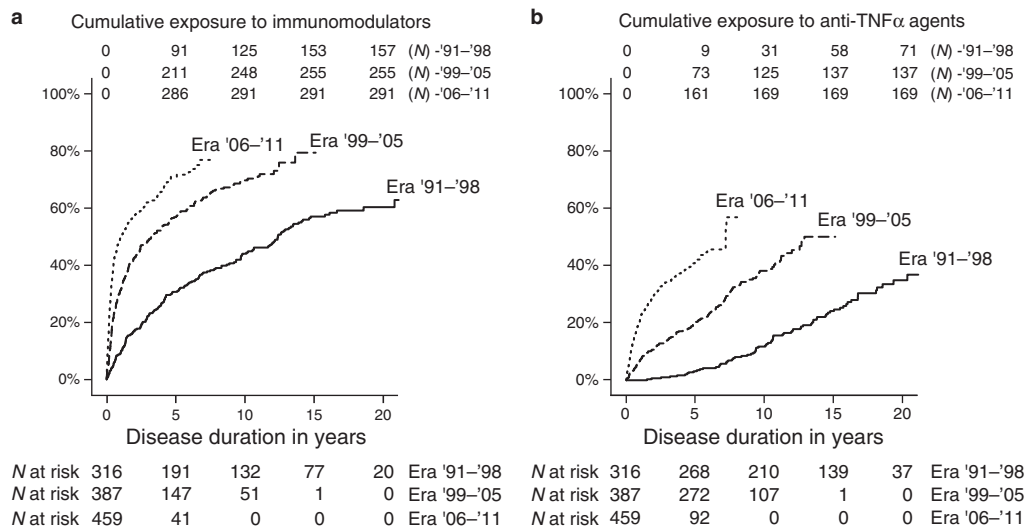 a Cumulative exposure to immunomodulators
0 91 125 153 157 (N) -'91–'98
0 211 248 255 255 (N) -'99–'05
0 286 291 291 291 (N) -'06–'11
100%
80%
60%
40%
20%
0%
Era '06–'11
Era '99–'05
Era '91–'98
0 5 10 15 20
Disease duration in years
N at risk 316 191 132 77 20 Era '91–'98
N at risk 387 147 51 1 0 Era '99–'05
N at risk 459 41 0 0 0 Era '06–'11
b Cumulative exposure to anti-TNFα agents
0 9 31 58 71 (N) -'91–'98
0 73 125 137 137 (N) -'99–'05
0 161 169 169 169 (N) -'06–'11
100%
80%
60%
40%
20%
0%
Era '06–'11
Era '99–'05
Era '91–'98
0 5 10 15 20
Disease duration in years
N at risk 316 268 210 139 37 Era '91–'98
N at risk 387 272 107 1 0 Era '99–'05
N at risk 459 92 0 0 0 Era '06–'11